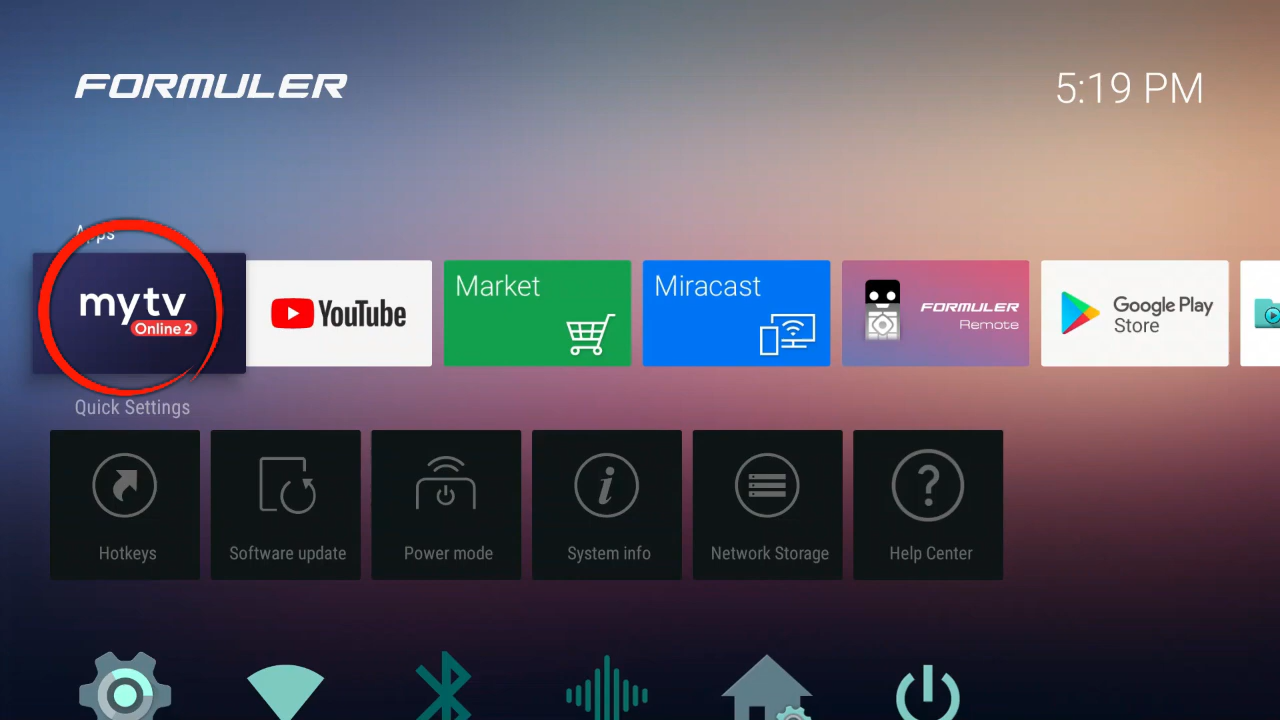 FORMULER
5:19 PM
Apps
mytv
Online 2
YouTube
Market
Miracast
FORMULER
Remote
Google Play
Store
Quick Settings
Hotkeys
Software update
Power mode
System info
Network Storage
Help Center